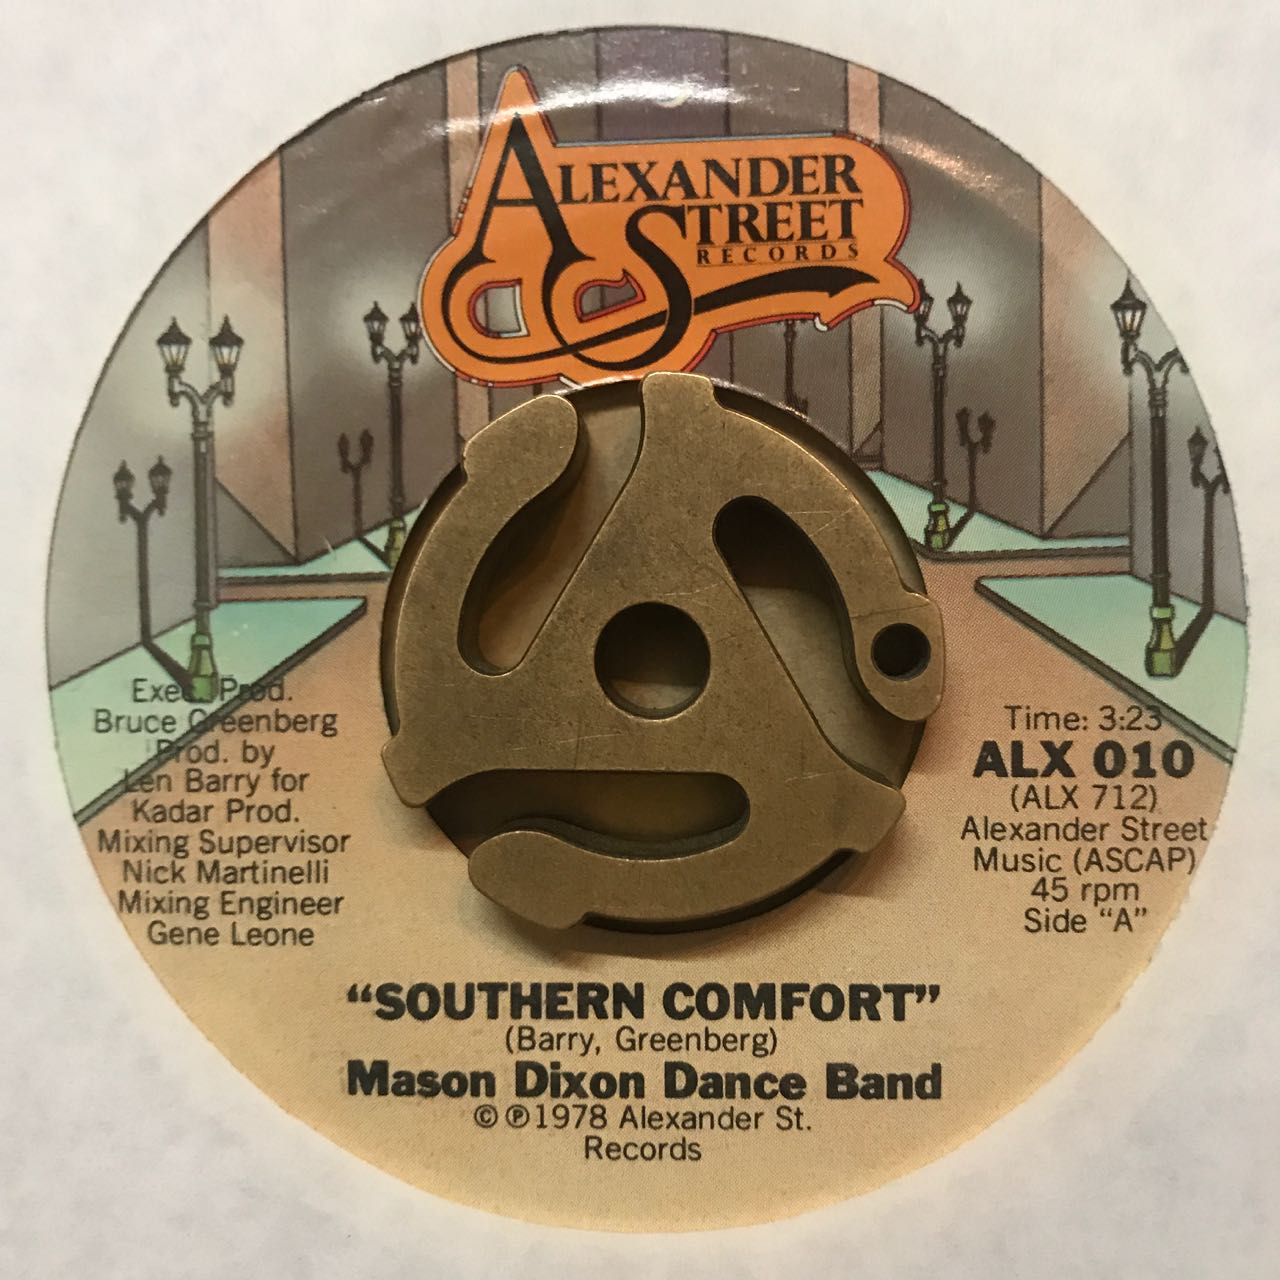 ALEXANDER
STREET
RECORDS
Exec. Prod.
Bruce Greenberg
Prod. by
Len Barry for
Kadar Prod.
Mixing Supervisor
Nick Martinelli
Mixing Engineer
Gene Leone
Time: 3:23
ALX 010
(ALX 712)
Alexander Street
Music (ASCAP)
45 rpm
Side “A”
“SOUTHERN COMFORT”
(Barry, Greenberg)
Mason Dixon Dance Band
©℗1978 Alexander St.
Records